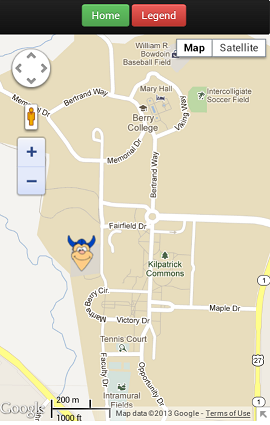 Home Legend
William R
Bowdoin
Baseball Field
Map Satellite
Mary Hall
Bertrand Way
Intercollegiate
Soccer Field
Memorial Dr
Viking Way
Berry
College
Memorial Dr
Bertrand Way
+
−
Fairfield Dr
Kilpatrick
Commons
1
Martha Berry Cir.
Maple Dr
Victory Dr
Tennis Court
27
Faculty Dr
Opportunity Dr
1
Intramural
Fields
200 m
1000 ft
Google
Map data ©2013 Google - Terms of Use